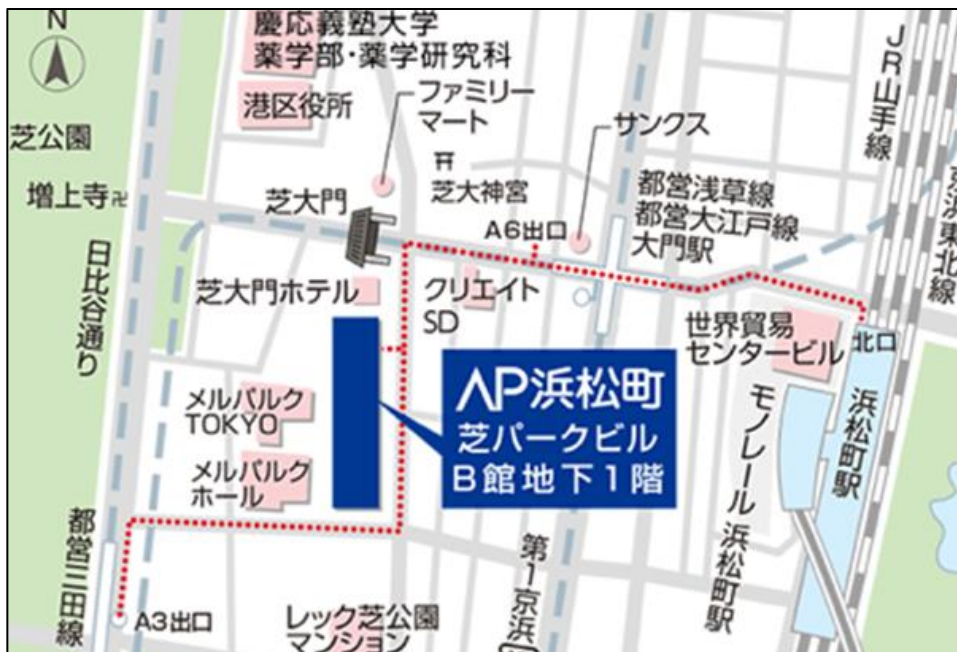 N
慶応義塾大学
薬学部・薬学研究科
港区役所
ファミリー
マート
サンクス
JR山手線
京浜東北線
芝公園
増上寺卍
芝大門
芝大神宮
A6出口
都営浅草線
都営大江戸線
大門駅
日比谷通り
芝大門ホテル
クリエイト
SD
世界貿易
センタービル
北口
AP浜松町
芝パークビル
B館地下1階
メルパルク
TOKYO
メルパルク
ホール
モノレール浜松町駅
浜松町駅
都営三田線
A3出口
第1京浜
レック芝公園
マンション